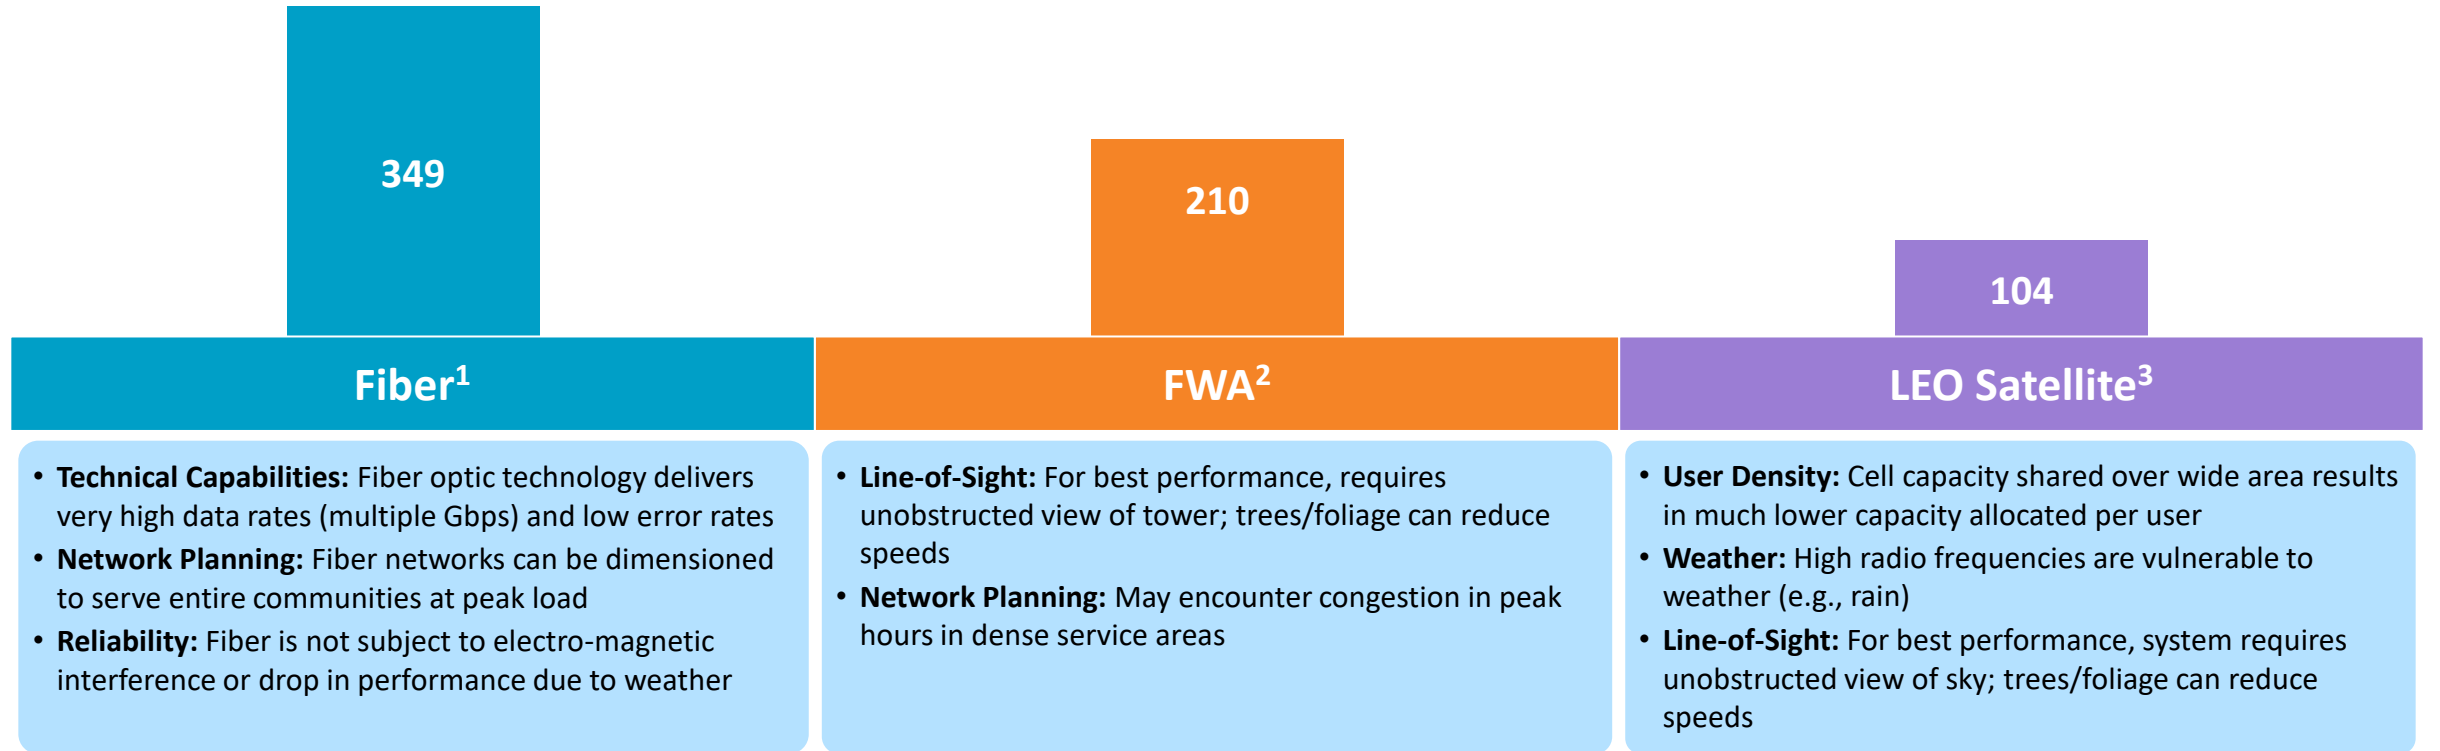 349
210
104
Fiber¹
FWA²
LEO Satellite³
• Technical Capabilities: Fiber optic technology delivers
very high data rates (multiple Gbps) and low error rates
• Network Planning: Fiber networks can be dimensioned
to serve entire communities at peak load
• Reliability: Fiber is not subject to electro-magnetic
interference or drop in performance due to weather
• Line-of-Sight: For best performance, requires
unobstructed view of tower; trees/foliage can reduce
speeds
• Network Planning: May encounter congestion in peak
hours in dense service areas
• User Density: Cell capacity shared over wide area results
in much lower capacity allocated per user
• Weather: High radio frequencies are vulnerable to
weather (e.g., rain)
• Line-of-Sight: For best performance, system requires
unobstructed view of sky; trees/foliage can reduce
speeds